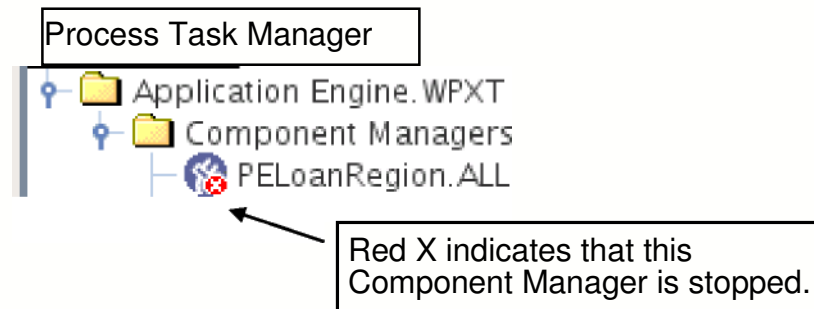 Process Task Manager
Application Engine.WPXT
Component Managers
PELoanRegion.ALL
Red X indicates that this
Component Manager is stopped.